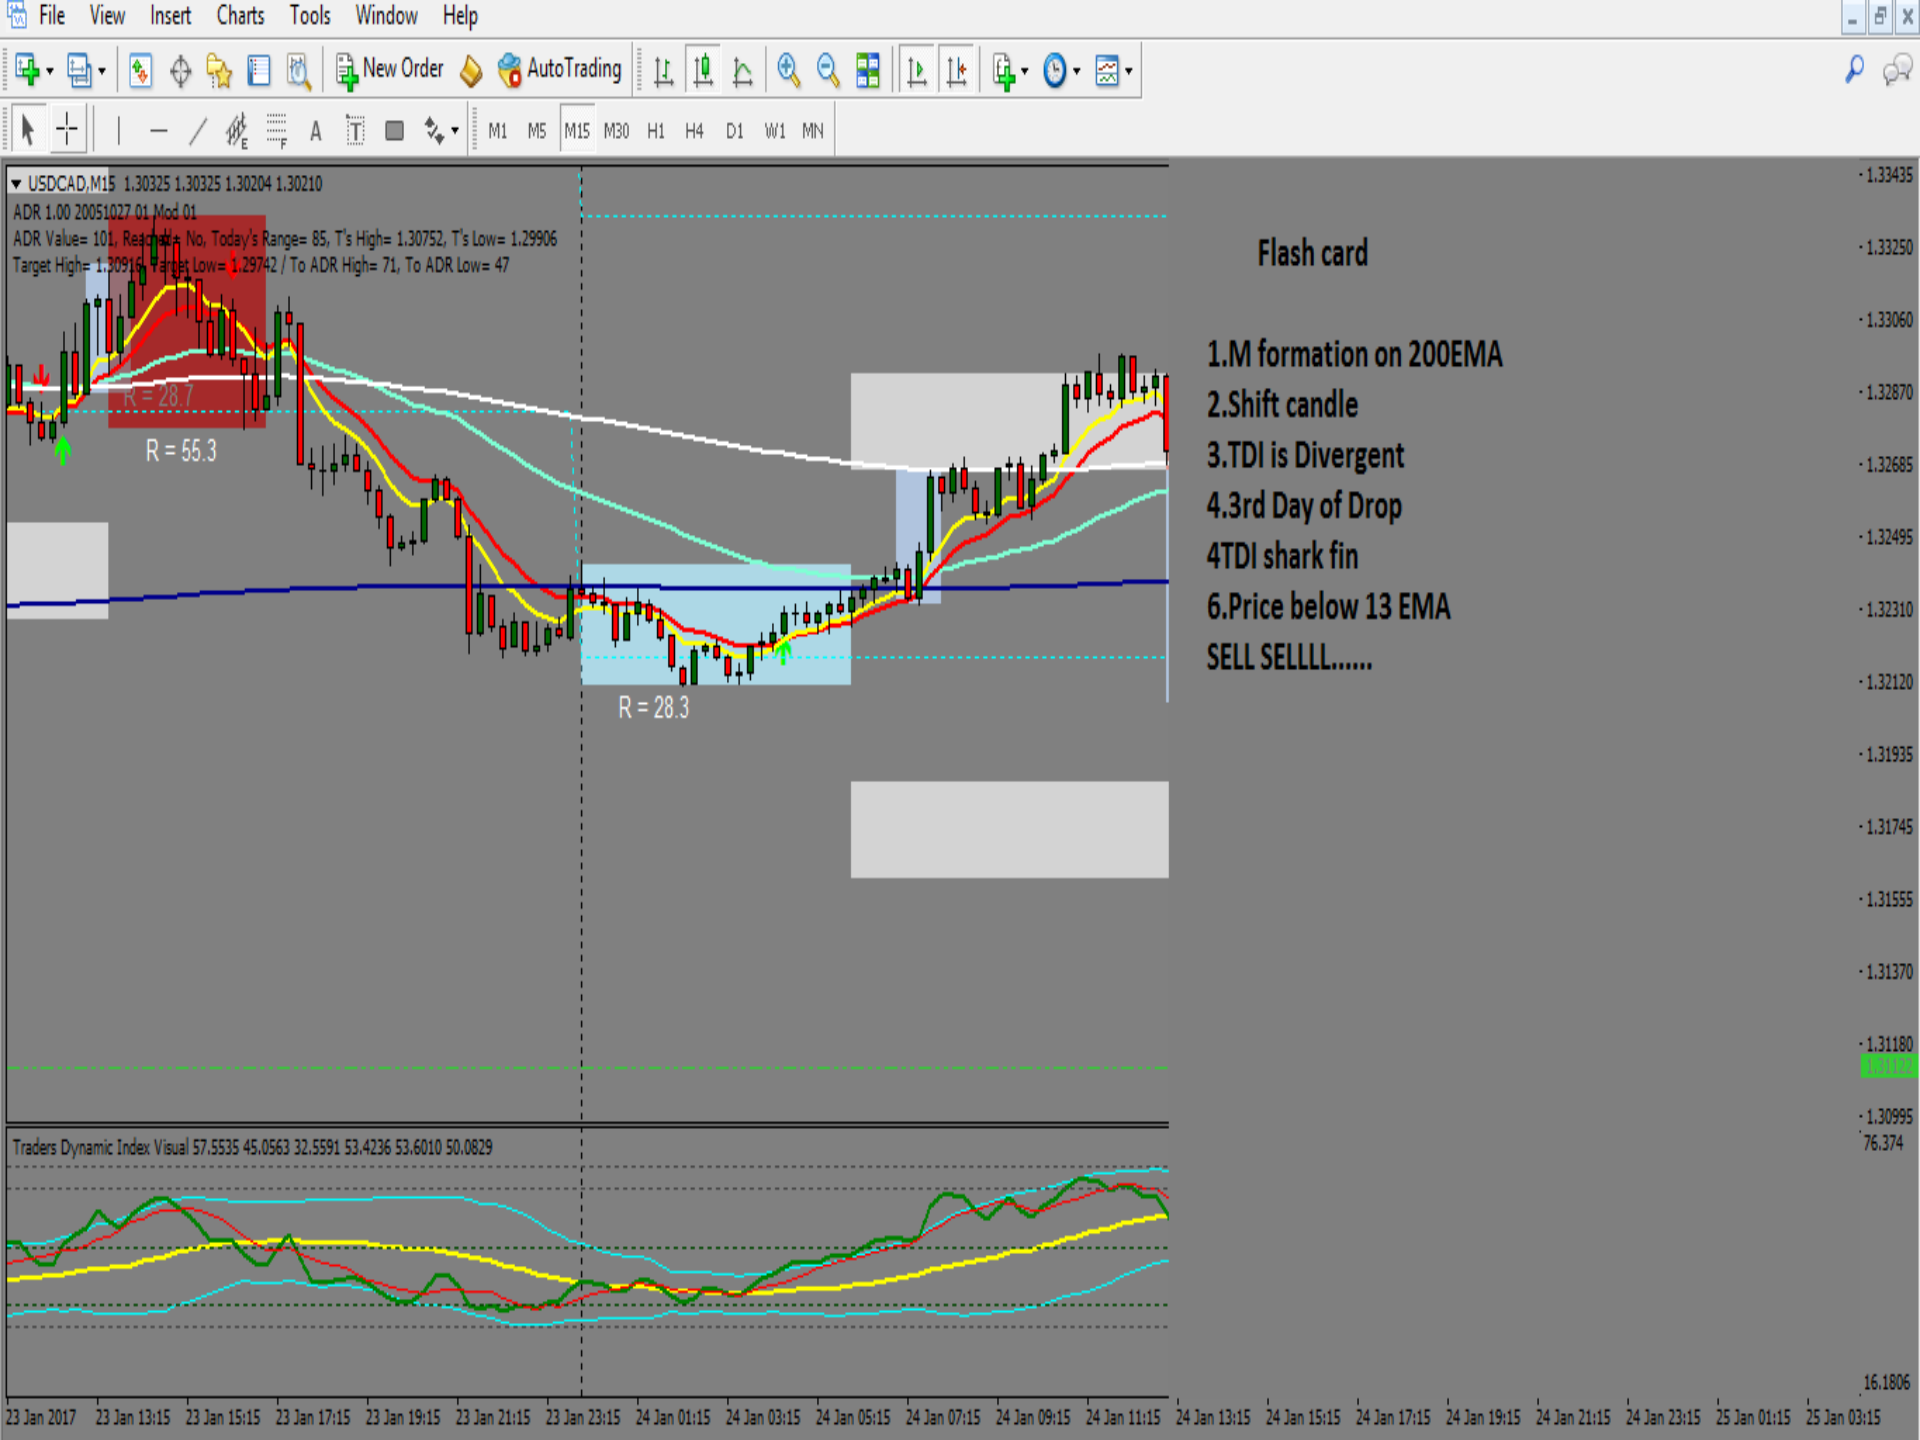 File View Insert Charts Tools Window Help
New Order AutoTrading
A T E F
M1 M5 M15 M30 H1 H4 D1 W1 MN
USDCAD,M15 1.30325 1.30325 1.30204 1.30210
ADR 1.00 20051027 01 Mod 01
ADR Value= 101, Reached= No, Today's Range= 85, T's High= 1.30752, T's Low= 1.29906
Target High= 1.30916, Target Low= 1.29742 / To ADR High= 71, To ADR Low= 47
R = 28.7
R = 55.3
R = 28.3
Flash card
1.M formation on 200EMA
2.Shift candle
3.TDI is Divergent
4.3rd Day of Drop
4TDI shark fin
6.Price below 13 EMA
SELL SELLLL......
1.33435
1.33250
1.33060
1.32870
1.32685
1.32495
1.32310
1.32120
1.31935
1.31745
1.31555
1.31370
1.31180
1.30995
Traders Dynamic Index Visual 57.5535 45.0563 32.5591 53.4236 53.6010 50.0829
76.374
16.1806
23 Jan 2017 23 Jan 13:15 23 Jan 15:15 23 Jan 17:15 23 Jan 19:15 23 Jan 21:15 23 Jan 23:15 24 Jan 01:15 24 Jan 03:15 24 Jan 05:15 24 Jan 07:15 24 Jan 09:15 24 Jan 11:15 24 Jan 13:15 24 Jan 15:15 24 Jan 17:15 24 Jan 19:15 24 Jan 21:15 24 Jan 23:15 25 Jan 01:15 25 Jan 03:15